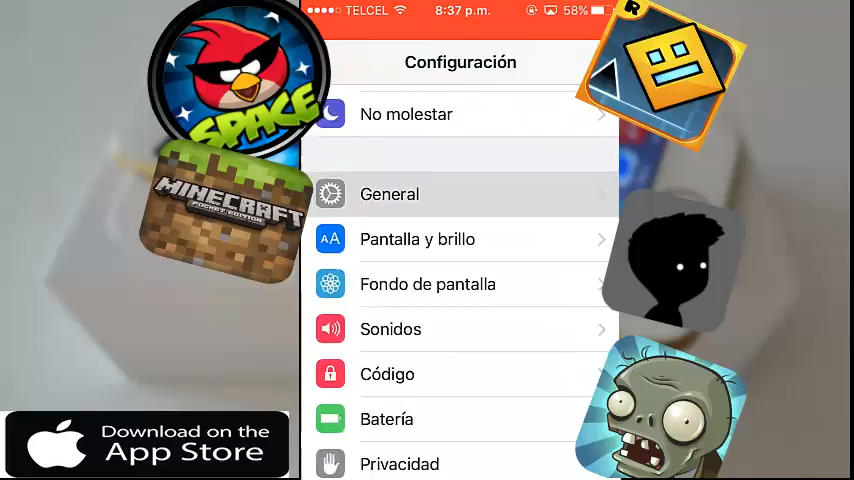 TELCEL 8:37 p.m. 58%
Configuración
No molestar
General
AA Pantalla y brillo
Fondo de pantalla
Sonidos
Código
Batería
Privacidad
SPACE
MINECRAFT
POCKET EDITION
R
Download on the
App Store